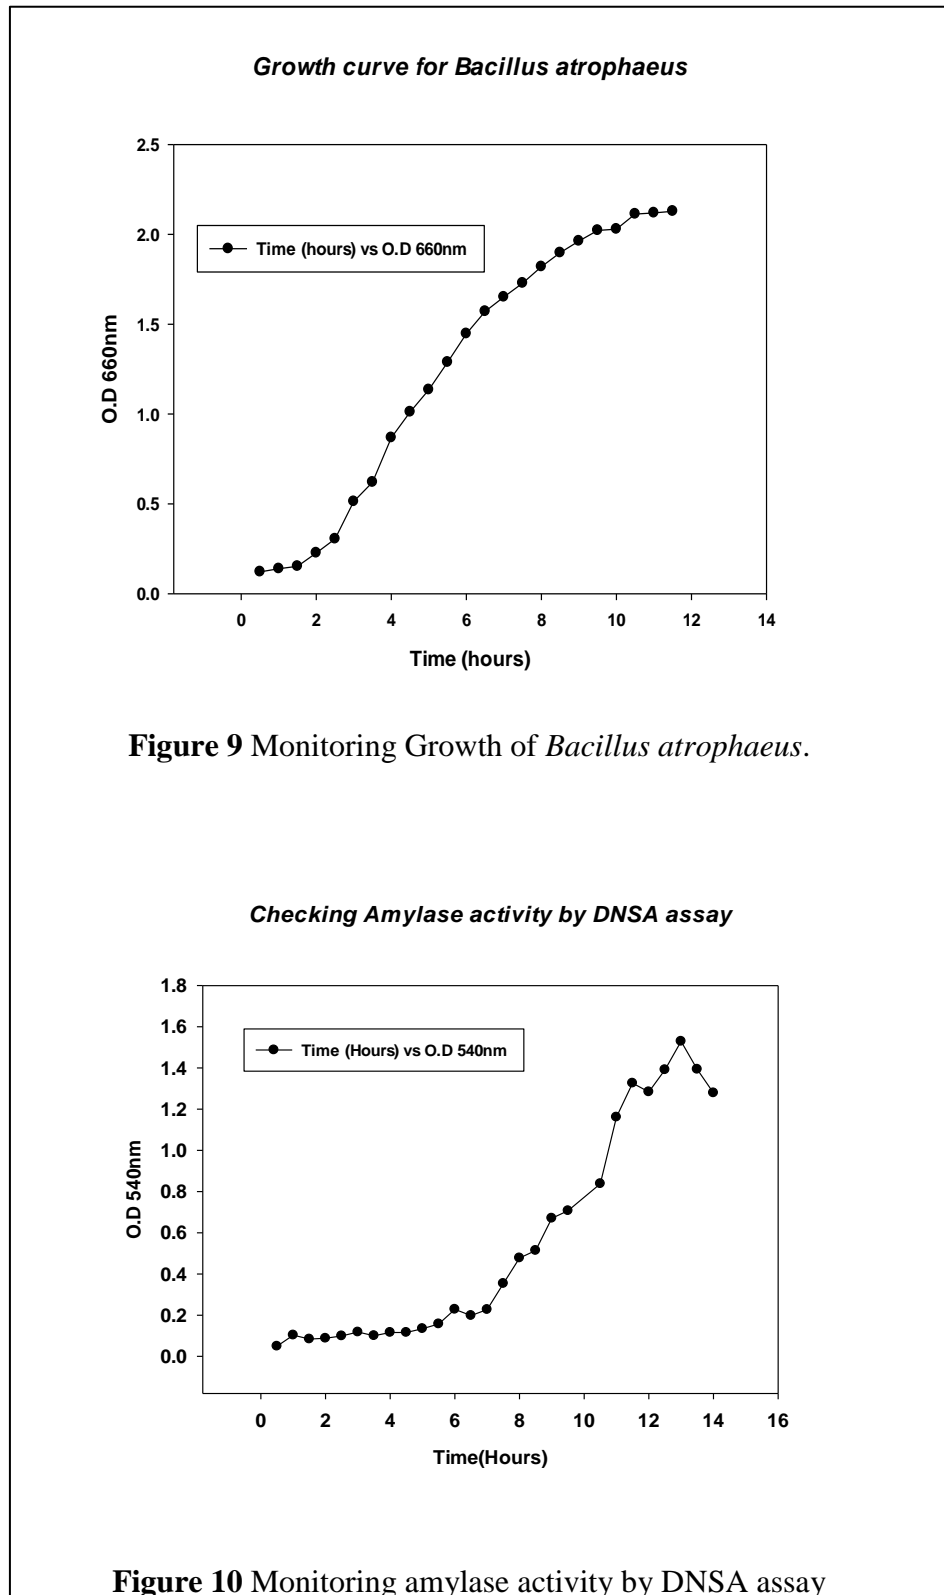 Growth curve for Bacillus atrophaeus
2.5
2.0
1.5
1.0
0.5
0.0
Time (hours) vs O.D 660nm
O.D 660nm
0 2 4 6 8 10 12 14
Time (hours)
Figure 9 Monitoring Growth of Bacillus atrophaeus.
Checking Amylase activity by DNSA assay
1.8
1.6
1.4
1.2
1.0
0.8
0.6
0.4
0.2
0.0
Time (Hours) vs O.D 540nm
O.D 540nm
0 2 4 6 8 10 12 14 16
Time(Hours)
Figure 10 Monitoring amylase activity by DNSA assay